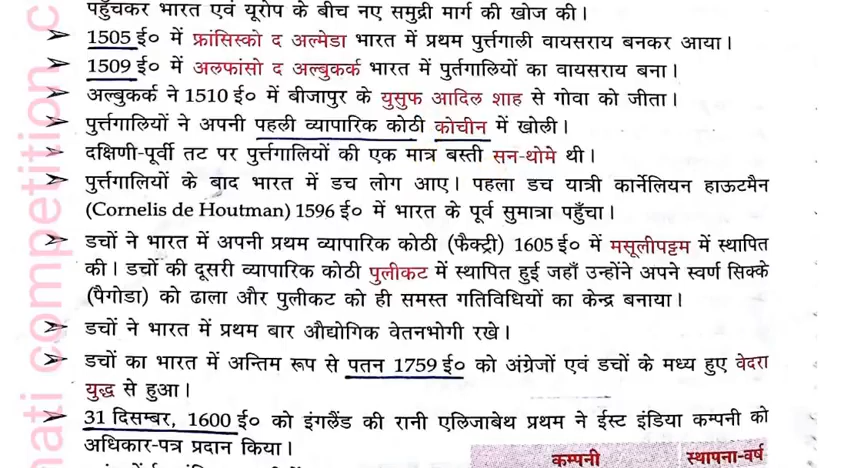 पहुँचकर भारत एवं यूरोप के बीच नए समुद्री मार्ग की खोज की।
➢ 1505 ई० में फ्रांसिस्को द अल्मेडा भारत में प्रथम पुर्त्तगाली वायसराय बनकर आया।
➢ 1509 ई० में अलफांसो द अल्बुकर्क भारत में पुर्तगालियों का वायसराय बना।
➢ अल्बुकर्क ने 1510 ई० में बीजापुर के युसुफ आदिल शाह से गोवा को जीता।
➢ पुर्त्तगालियों ने अपनी पहली व्यापारिक कोठी कोचीन में खोली।
➢ दक्षिणी-पूर्वी तट पर पुर्त्तगालियों की एक मात्र बस्ती सन-थोमे थी।
➢ पुर्त्तगालियों के बाद भारत में डच लोग आए। पहला डच यात्री कार्नेलियन हाऊटमैन
(Cornelis de Houtman) 1596 ई० में भारत के पूर्व सुमात्रा पहुँचा।
➢ डचों ने भारत में अपनी प्रथम व्यापारिक कोठी (फैक्ट्री) 1605 ई० में मसूलीपट्टम में स्थापित
की। डचों की दूसरी व्यापारिक कोठी पुलीकट में स्थापित हुई जहाँ उन्होंने अपने स्वर्ण सिक्के
(पैगोडा) को ढाला और पुलीकट को ही समस्त गतिविधियों का केन्द्र बनाया।
➢ डचों ने भारत में प्रथम बार औद्योगिक वेतनभोगी रखे।
➢ डचों का भारत में अन्तिम रूप से पतन 1759 ई० को अंग्रेजों एवं डचों के मध्य हुए वेदरा
युद्ध से हुआ।
➢ 31 दिसम्बर, 1600 ई० को इंगलैंड की रानी एलिजाबेथ प्रथम ने ईस्ट इंडिया कम्पनी को
अधिकार-पत्र प्रदान किया।
कम्पनी स्थापना-वर्ष
nati competition c